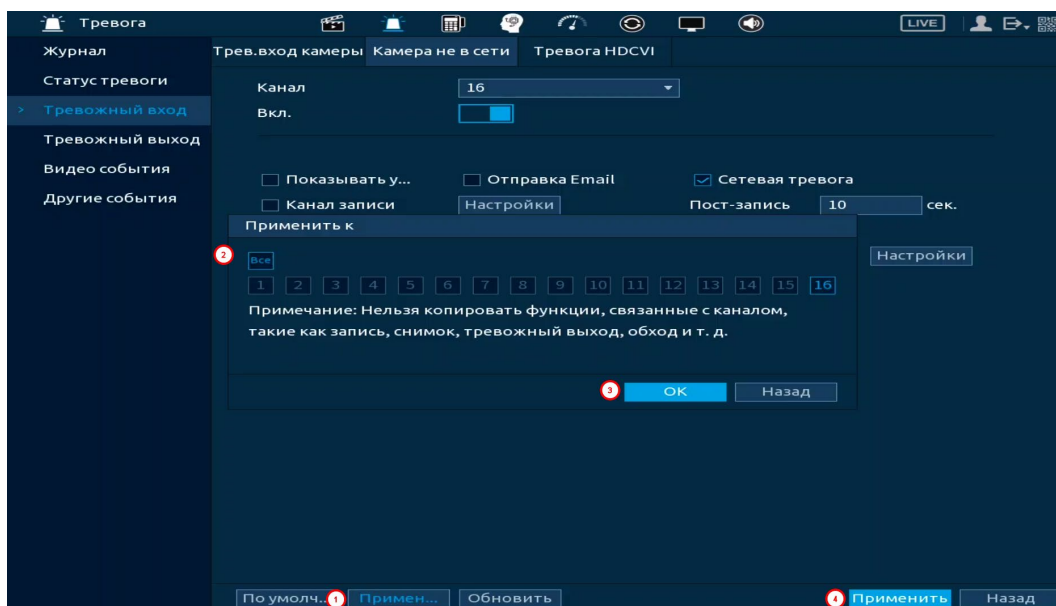 Тревога
LIVE
Журнал
Трев.вход камеры Камера не в сети Тревога HDCVI
Статус тревоги
Канал 16
> Тревожный вход
Вкл.
Тревожный выход
Видео события
Показывать у... Отправка Email Сетевая тревога
Другие события
Канал записи Настройки Пост-запись 10 сек.
Применить к
2 Все Настройки
1 2 3 4 5 6 7 8 9 10 11 12 13 14 15 16
Примечание: Нельзя копировать функции, связанные с каналом,
такие как запись, снимок, тревожный выход, обход и т. д.
3 OK Назад
По умолч.. 1 Примен... Обновить 4 Применить Назад